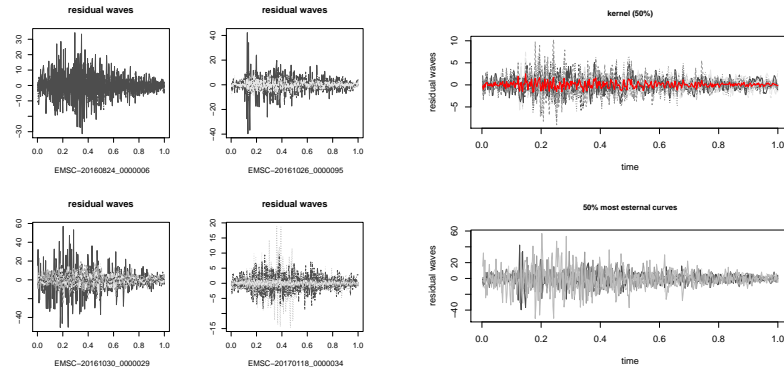 residual waves
30
20
10
0
-10
-30
0.0 0.2 0.4 0.6 0.8 1.0
EMSC-20160824_0000006
residual waves
40
20
0
-20
-40
0.0 0.2 0.4 0.6 0.8 1.0
EMSC-20161026_0000095
residual waves
60
40
20
0
-40
0.0 0.2 0.4 0.6 0.8 1.0
EMSC-20161030_0000029
residual waves
20
15
10
5
0
-5
-15
0.0 0.2 0.4 0.6 0.8 1.0
EMSC-20170118_0000034
kernel (50%)
residual waves
10
5
0
-5
0.0 0.2 0.4 0.6 0.8 1.0
time
50% most esternal curves
residual waves
60
20
0
-40
0.0 0.2 0.4 0.6 0.8 1.0
time